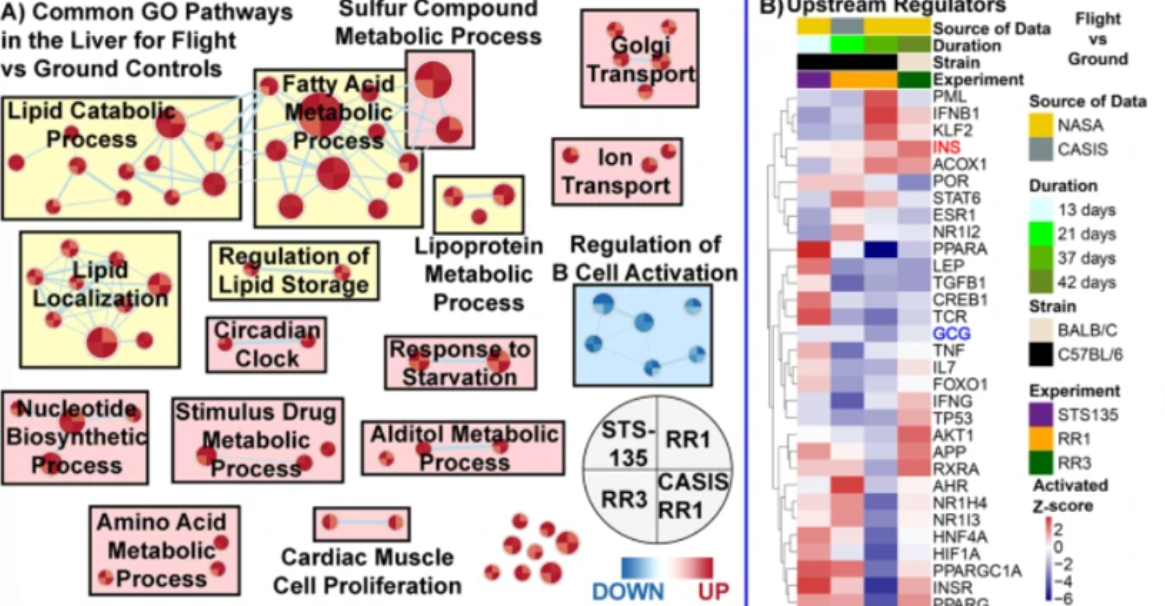 A) Common GO Pathways
in the Liver for Flight
vs Ground Controls
Sulfur Compound
Metabolic Process
Golgi
Transport
Lipid Catabolic
Process
Fatty Acid
Metabolic
Process
Ion
Transport
Lipid
Localization
Regulation of
Lipid Storage
Lipoprotein
Metabolic
Process
Regulation of
B Cell Activation
Circadian
Clock
Response to
Starvation
Nucleotide
Biosynthetic
Process
Stimulus Drug
Metabolic
Process
Alditol Metabolic
Process
STS-
135
RR1
RR3
CASIS
RR1
Amino Acid
Metabolic
Process
Cardiac Muscle
Cell Proliferation
DOWN
UP
B) Upstream Regulators
Source of Data
Duration
Strain
Experiment
Flight
vs
Ground
PML
IFNB1
KLF2
INS
ACOX1
POR
STAT6
ESR1
NR1I2
PPARA
LEP
TGFB1
CREB1
TCR
GCG
TNF
IL7
FOXO1
IFNG
TP53
AKT1
APP
RXRA
AHR
NR1H4
NR1I3
HNF4A
HIF1A
PPARGC1A
INSR
PPARG
Source of Data
NASA
CASIS
Duration
13 days
21 days
37 days
42 days
Strain
BALB/C
C57BL/6
Experiment
STS135
RR1
RR3
Activated
Z-score
2
0
−2
−4
−6